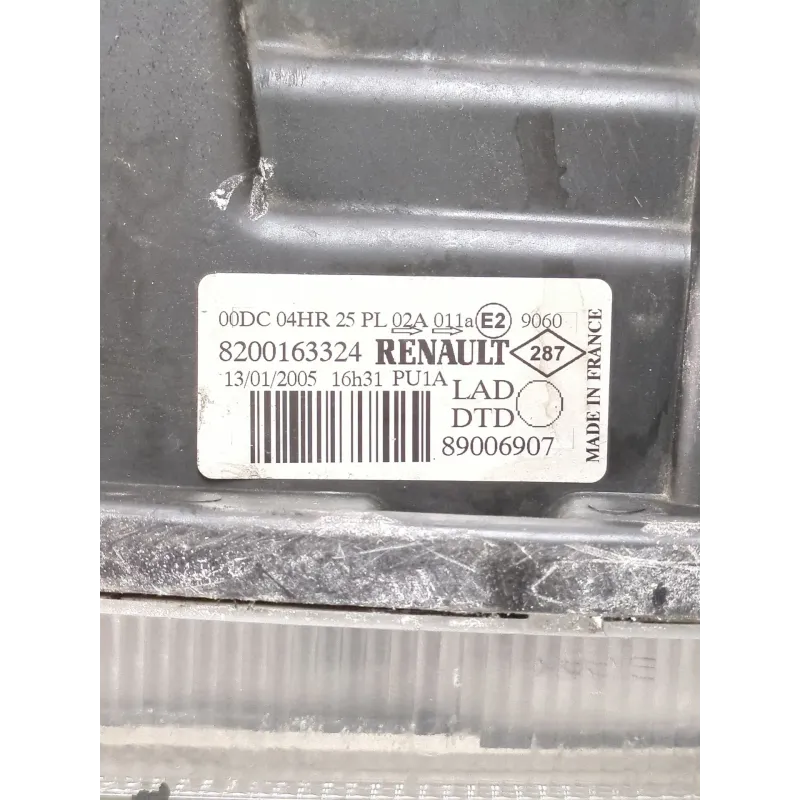 00DC 04HR 25 PL 02A 011a E2 9060
8200163324 RENAULT 287
13/01/2005 16h31 PU1A
LAD
DTD
89006907
MADE IN FRANCE